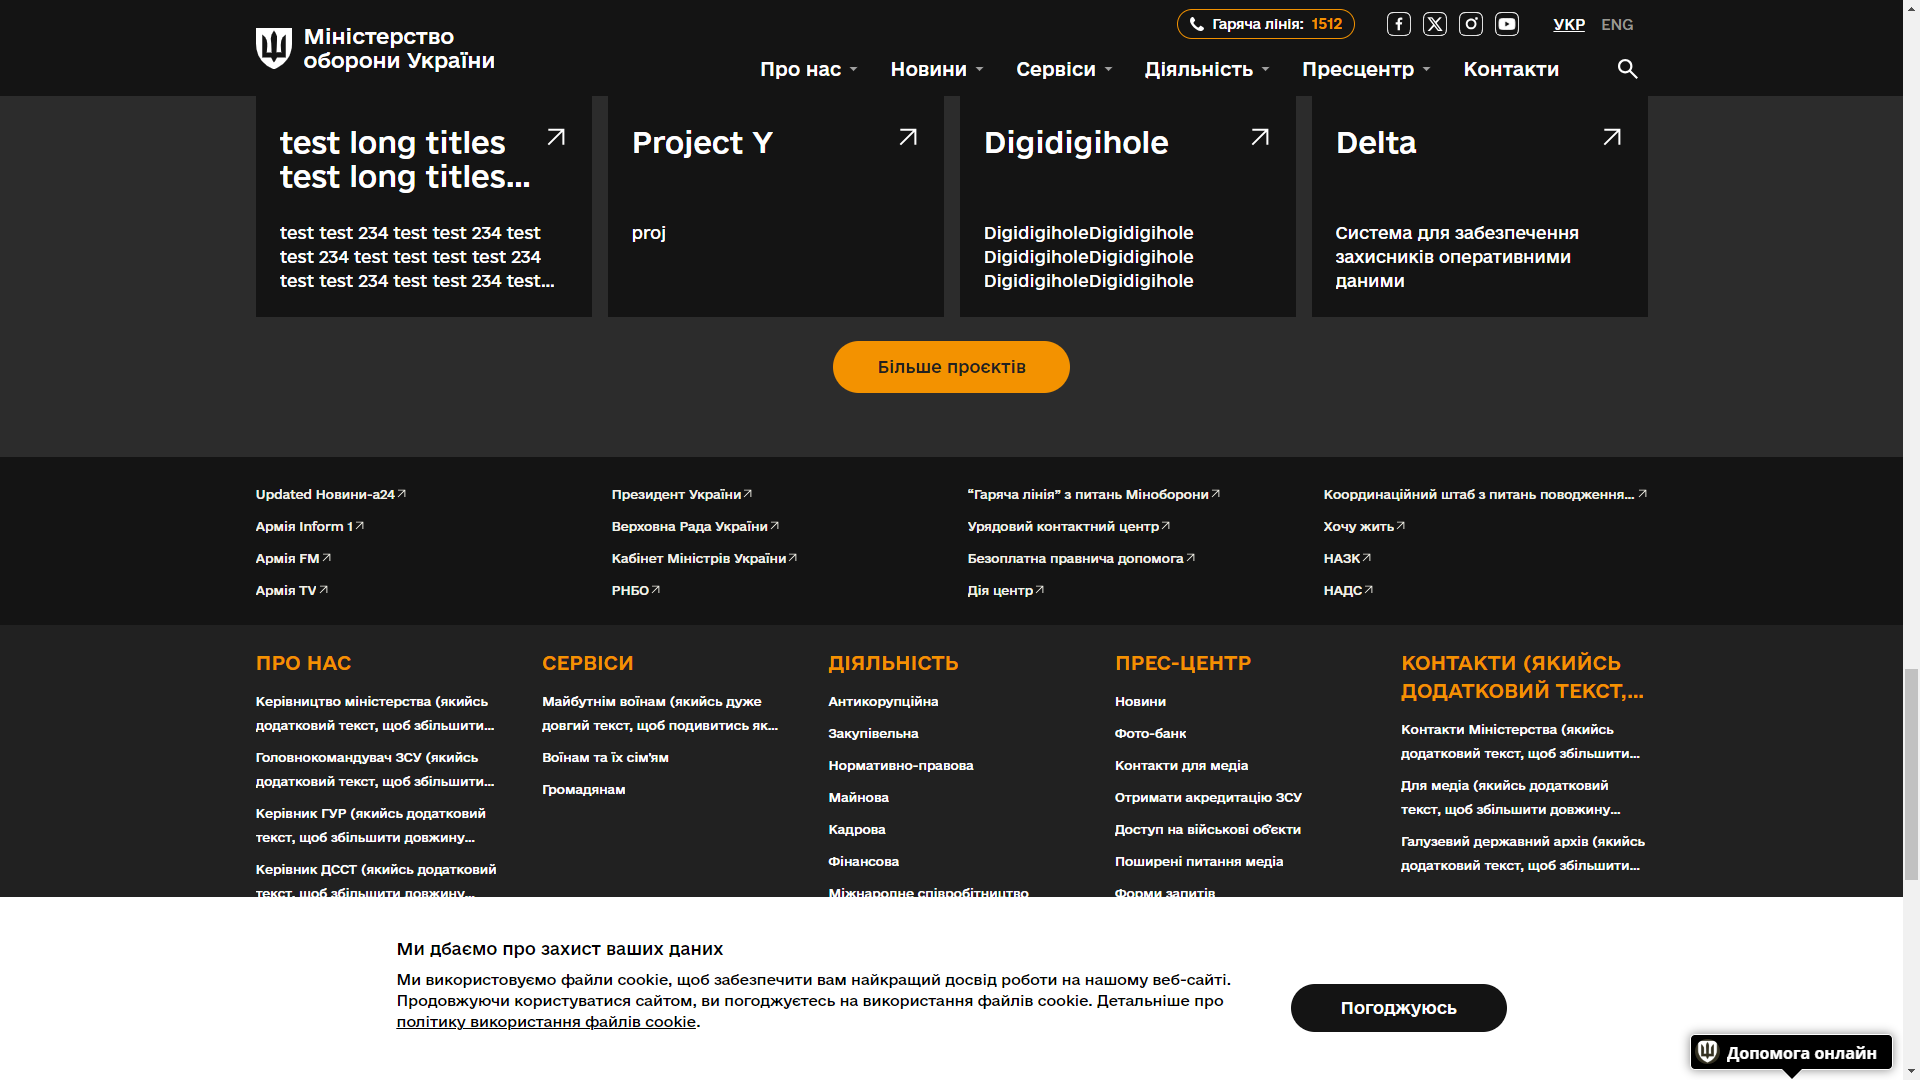 Гаряча лінія: 1512
УКР ENG
Міністерство
оборони України
Про нас Новини Сервіси Діяльність Пресцентр Контакти
test long titles
test long titles...
test test 234 test test 234 test
test 234 test test test test 234
test test 234 test test 234 test...
Project Y
proj
Digidigihole
DigidigiholeDigidigihole
DigidigiholeDigidigihole
DigidigiholeDigidigihole
Delta
Система для забезпечення
захисників оперативними
даними
Більше проєктів
Updated Новини-a24
Армія Inform 1
Армія FM
Армія TV
Президент України
Верховна Рада України
Кабінет Міністрів України
РНБО
“Гаряча лінія” з питань Міноборони
Урядовий контактний центр
Безоплатна правнича допомога
Дія центр
Координаційний штаб з питань поводження...
Хочу жить
НАЗК
НАДС
ПРО НАС
Керівництво міністерства (якийсь
додатковий текст, щоб збільшити...
Головнокомандувач ЗСУ (якийсь
додатковий текст, щоб збільшити...
Керівник ГУР (якийсь додатковий
текст, щоб збільшити довжину...
Керівник ДССТ (якийсь додатковий
текст, щоб збільшити довжину...
СЕРВІСИ
Майбутнім воїнам (якийсь дуже
довгий текст, щоб подивитись як...
Воїнам та їх сім'ям
Громадянам
ДІЯЛЬНІСТЬ
Антикорупційна
Закупівельна
Нормативно-правова
Майнова
Кадрова
Фінансова
Міжнародне співробітництво
ПРЕС-ЦЕНТР
Новини
Фото-банк
Контакти для медіа
Отримати акредитацію ЗСУ
Доступ на військові об'єкти
Поширені питання медіа
Форми запитів
КОНТАКТИ (ЯКИЙСЬ
ДОДАТКОВИЙ ТЕКСТ,...
Контакти Міністерства (якийсь
додатковий текст, щоб збільшити...
Для медіа (якийсь додатковий
текст, щоб збільшити довжину...
Галузевий державний архів (якийсь
додатковий текст, щоб збільшити...
Ми дбаємо про захист ваших даних
Ми використовуємо файли cookie, щоб забезпечити вам найкращий досвід роботи на нашому веб-сайті.
Продовжуючи користуватися сайтом, ви погоджуєтесь на використання файлів cookie. Детальніше про
політику використання файлів cookie.
Погоджуюсь
Допомога онлайн